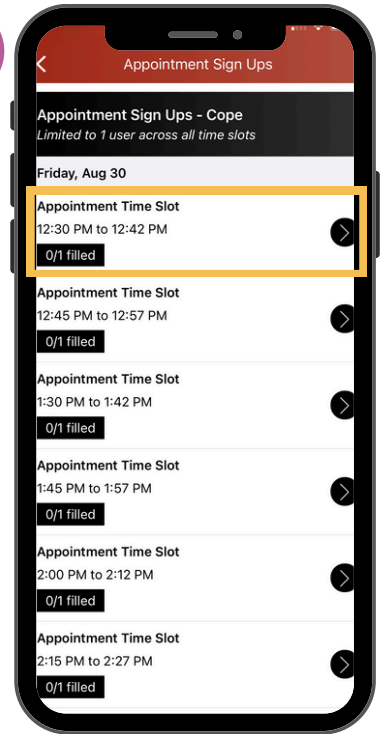 Appointment Sign Ups
Appointment Sign Ups - Cope
Limited to 1 user across all time slots
Friday, Aug 30
Appointment Time Slot
12:30 PM to 12:42 PM
0/1 filled
Appointment Time Slot
12:45 PM to 12:57 PM
0/1 filled
Appointment Time Slot
1:30 PM to 1:42 PM
0/1 filled
Appointment Time Slot
1:45 PM to 1:57 PM
0/1 filled
Appointment Time Slot
2:00 PM to 2:12 PM
0/1 filled
Appointment Time Slot
2:15 PM to 2:27 PM
0/1 filled